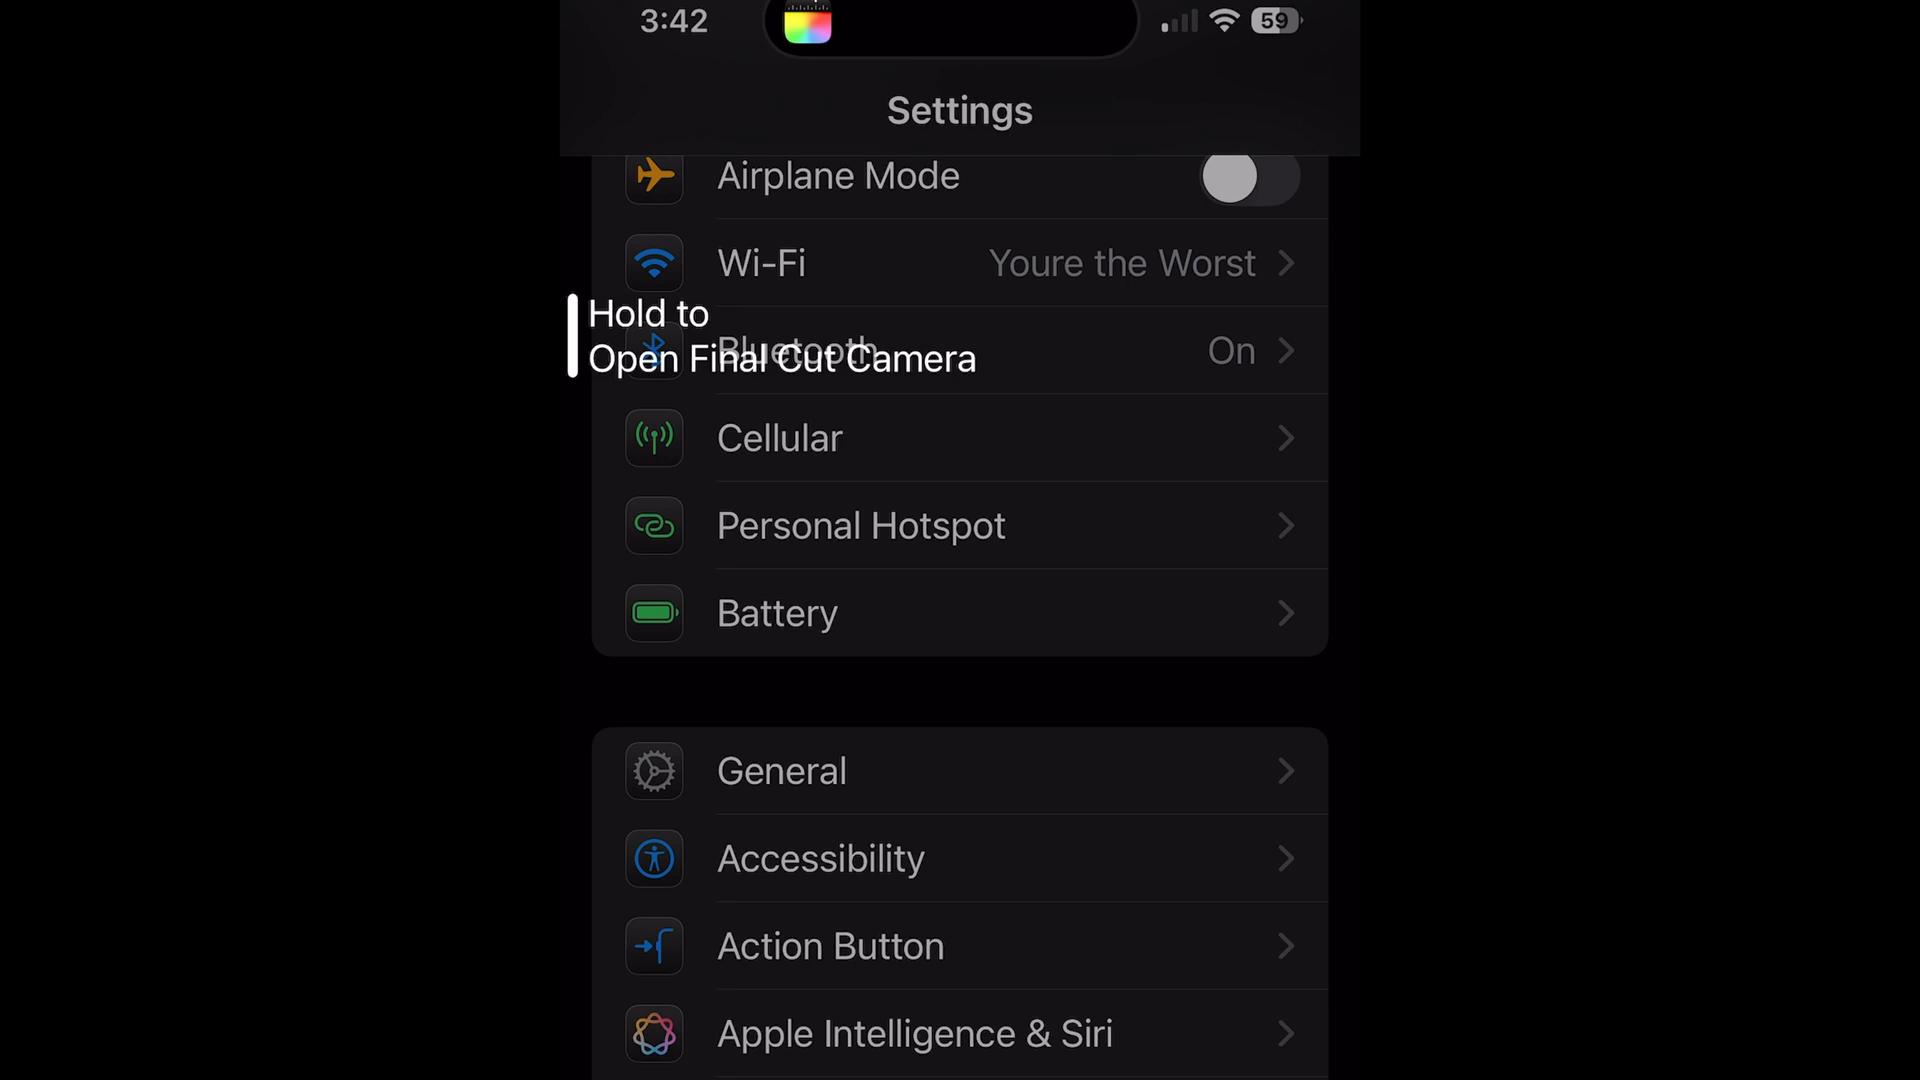 3:42
59
Settings
Airplane Mode
Wi-Fi Youre the Worst
Hold to
Open Final Cut Camera
Bluetooth On
Cellular
Personal Hotspot
Battery
General
Accessibility
Action Button
Apple Intelligence & Siri